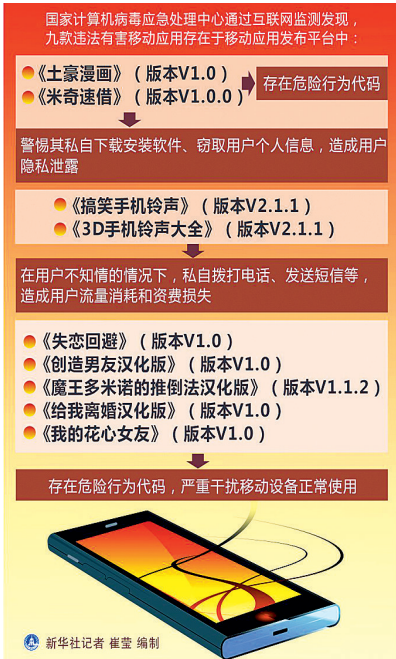 国家计算机病毒应急处理中心通过互联网监测发现，
九款违法有害移动应用存在于移动应用发布平台中：
《土豪漫画》（版本V1.0）
《米奇速借》（版本V1.0.0）
存在危险行为代码
警惕其私自下载安装软件、窃取用户个人信息，造成用户
隐私泄露
《搞笑手机铃声》（版本V2.1.1）
《3D手机铃声大全》（版本V2.1.1）
在用户不知情的情况下，私自拨打电话、发送短信等，
造成用户流量消耗和资费损失
《失恋回避》（版本V1.0）
《创造男友汉化版》（版本V1.0）
《魔王多米诺的推倒法汉化版》（版本V1.1.2）
《给我离婚汉化版》（版本V1.0）
《我的花心女友》（版本V1.0）
存在危险行为代码，严重干扰移动设备正常使用
新华社记者 崔莹 编制